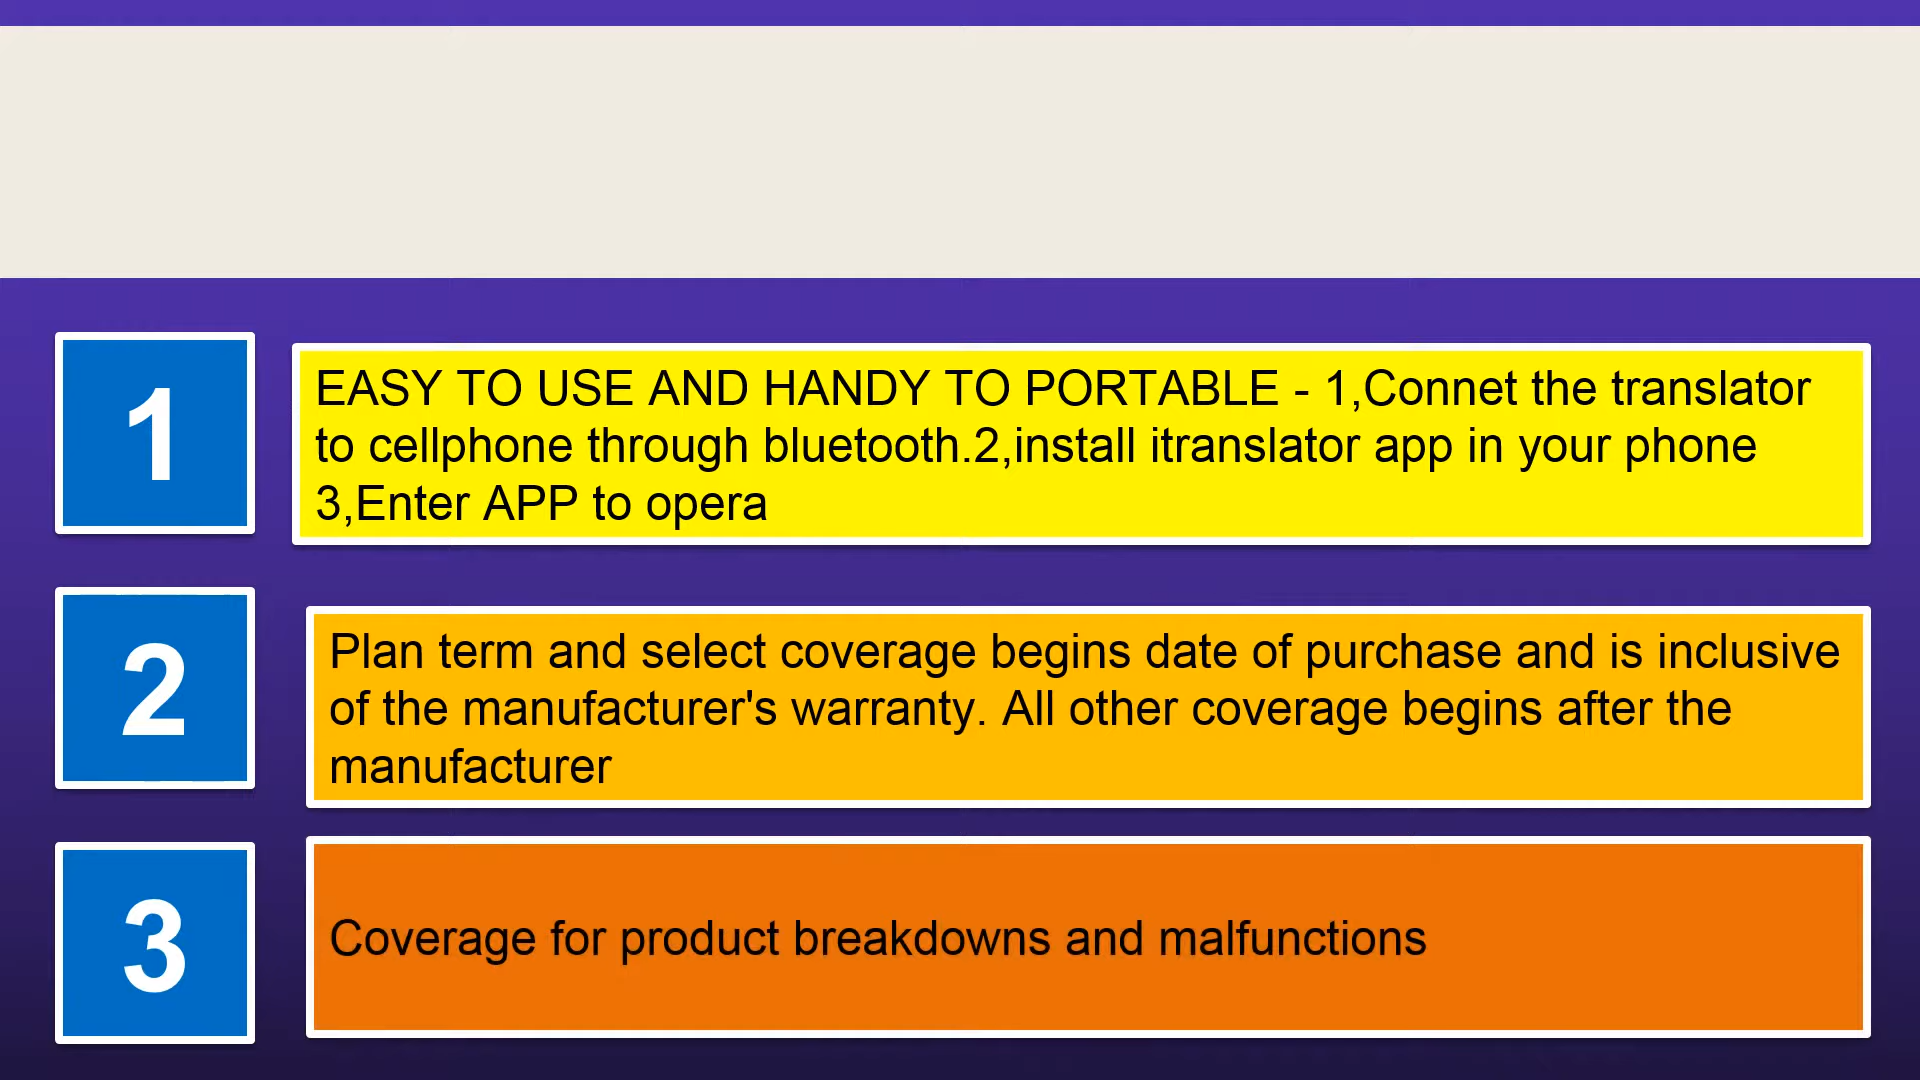 1
EASY TO USE AND HANDY TO PORTABLE - 1,Connet the translator
to cellphone through bluetooth.2,install itranslator app in your phone
3,Enter APP to opera
2
Plan term and select coverage begins date of purchase and is inclusive
of the manufacturer's warranty. All other coverage begins after the
manufacturer
3
Coverage for product breakdowns and malfunctions